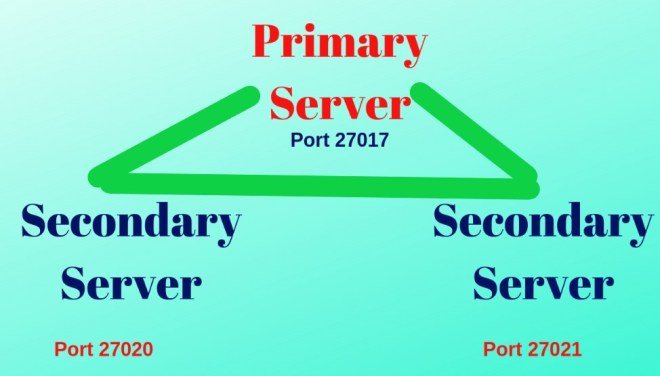 Primary
Server
Port 27017
Secondary
Server
Port 27020
Secondary
Server
Port 27021